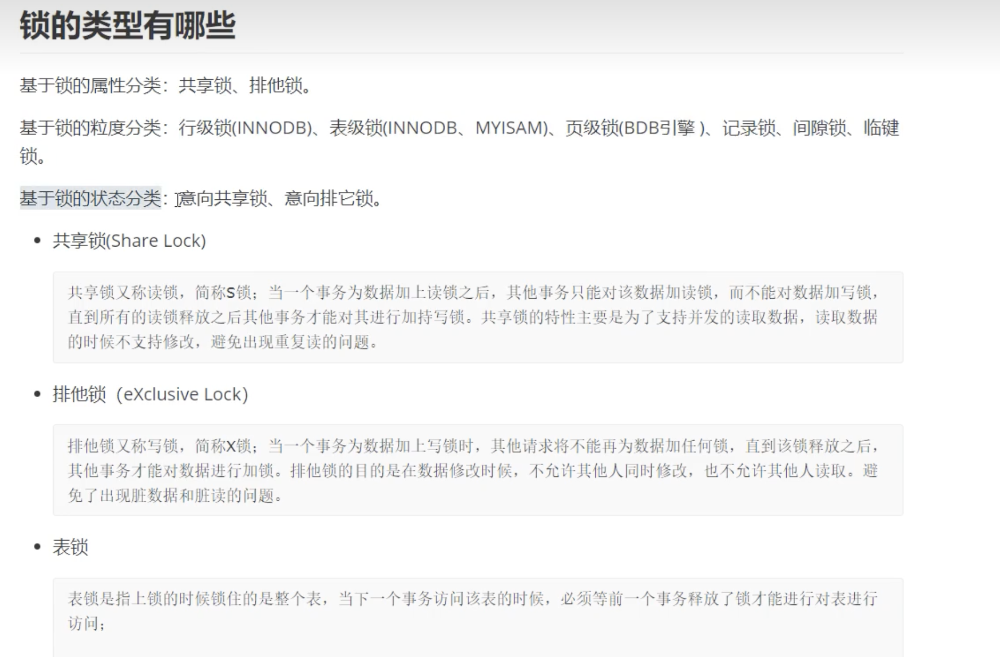 锁的类型有哪些
基于锁的属性分类：共享锁、排他锁。
基于锁的粒度分类：行级锁(INNODB)、表级锁(INNODB、MYISAM)、页级锁(BDB引擎 )、记录锁、间隙锁、临键
锁。
基于锁的状态分类：意向共享锁、意向排它锁。
共享锁(Share Lock)
共享锁又称读锁，简称S锁；当一个事务为数据加上读锁之后，其他事务只能对该数据加读锁，而不能对数据加写锁，
直到所有的读锁释放之后其他事务才能对其进行加持写锁。共享锁的特性主要是为了支持并发的读取数据，读取数据
的时候不支持修改，避免出现重复读的问题。
排他锁（eXclusive Lock）
排他锁又称写锁，简称X锁；当一个事务为数据加上写锁时，其他请求将不能再为数据加任何锁，直到该锁释放之后，
其他事务才能对数据进行加锁。排他锁的目的是在数据修改时候，不允许其他人同时修改，也不允许其他人读取。避
免了出现脏数据和脏读的问题。
表锁
表锁是指上锁的时候锁住的是整个表，当下一个事务访问该表的时候，必须等前一个事务释放了锁才能进行对表进行
访问；